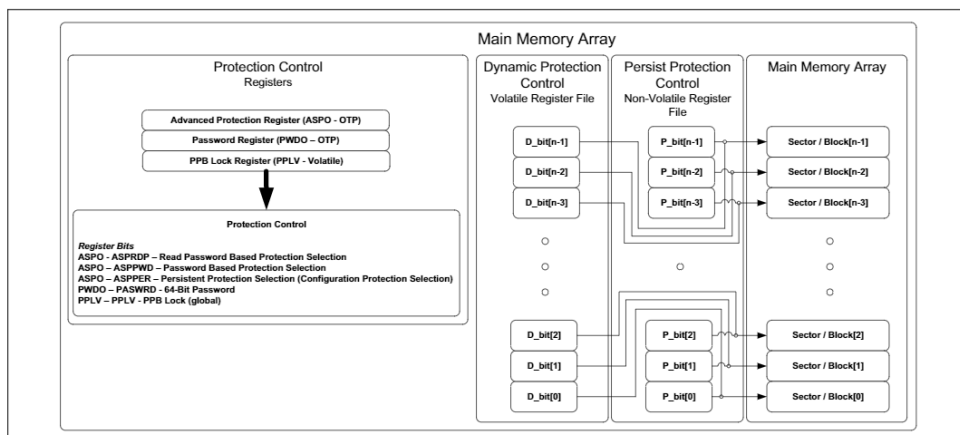 Main Memory Array
Protection Control
Registers
Advanced Protection Register (ASPO - OTP)
Password Register (PWDO – OTP)
PPB Lock Register (PPLV - Volatile)
Protection Control
Register Bits
ASPO - ASPRDP – Read Password Based Protection Selection
ASPO – ASPPWD – Password Based Protection Selection
ASPO – ASPPER – Persistent Protection Selection (Configuration Protection Selection)
PWDO – PASWRD - 64-Bit Password
PPLV – PPLV - PPB Lock (global)
Dynamic Protection
Control
Volatile Register File
D_bit[n-1]
D_bit[n-2]
D_bit[n-3]
D_bit[2]
D_bit[1]
D_bit[0]
Persist Protection
Control
Non-Volatile Register
File
P_bit[n-1]
P_bit[n-2]
P_bit[n-3]
P_bit[2]
P_bit[1]
P_bit[0]
Main Memory Array
Sector / Block[n-1]
Sector / Block[n-2]
Sector / Block[n-3]
Sector / Block[2]
Sector / Block[1]
Sector / Block[0]